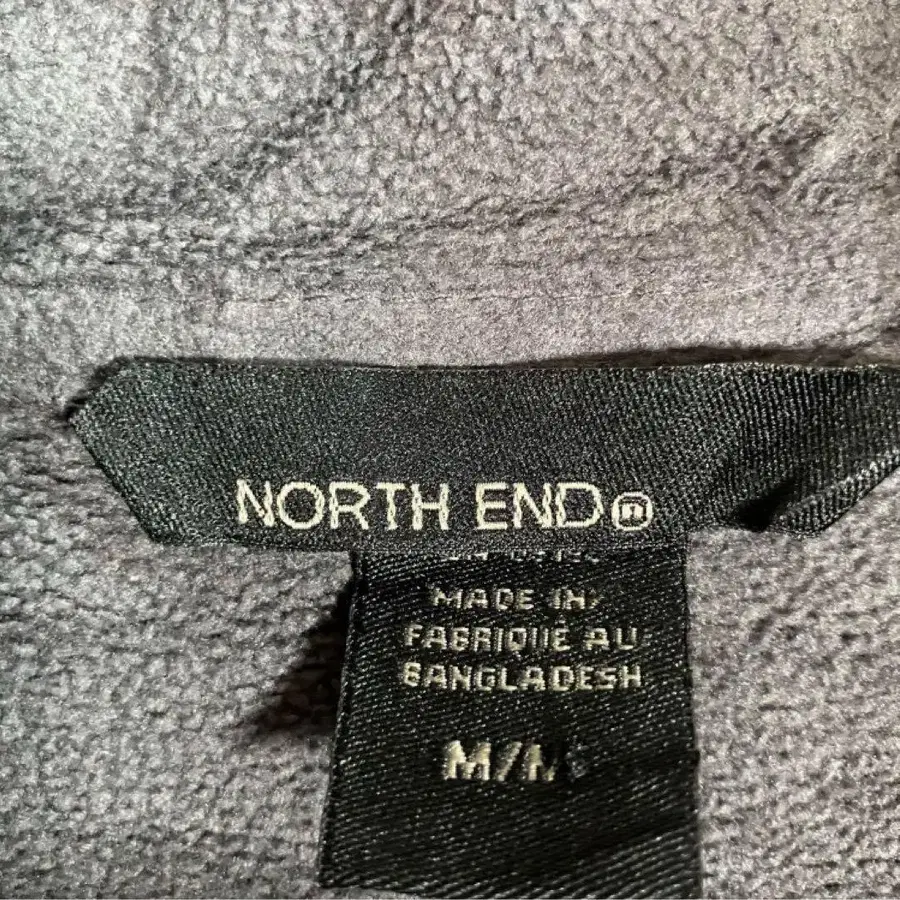 NORTH END®
MADE IN/
FABRIQUÉ AU
BANGLADESH
M/M